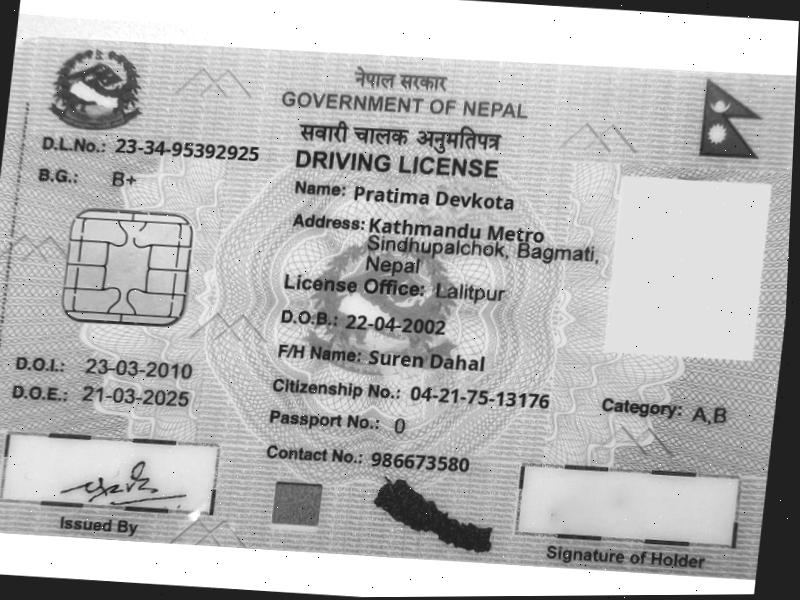 नेपाल सरकार
GOVERNMENT OF NEPAL
सवारी चालक अनुमतिपत्र
DRIVING LICENSE
D.L.No.: 23-34-95392925
B.G.: B+
Name: Pratima Devkota
Address: Kathmandu Metro
Sindhupalchok, Bagmati,
Nepal
License Office: Lalitpur
D.O.B.: 22-04-2002
F/H Name: Suren Dahal
D.O.I.: 23-03-2010
D.O.E.: 21-03-2025
Citizenship No.: 04-21-75-13176
Category: A,B
Passport No.: 0
Contact No.: 986673580
Issued By
Signature of Holder